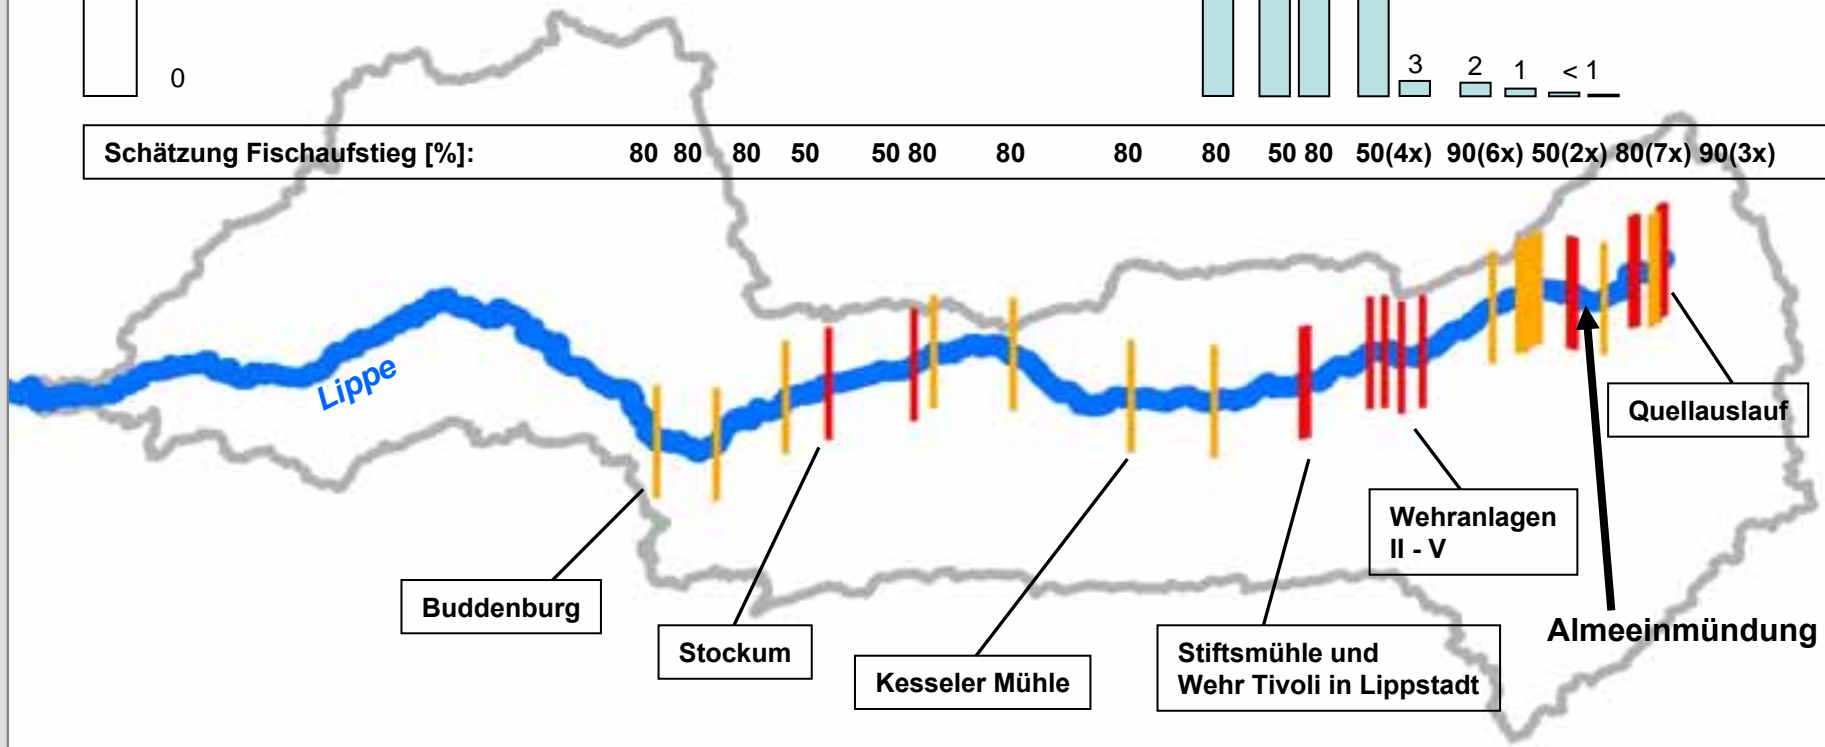 0
3
2
1
< 1
Schätzung Fischaufstieg [%]: 80 80 80 50 50 80 80 80 80 50 80 50(4x) 90(6x) 50(2x) 80(7x) 90(3x)
Lippe
Quellauslauf
Wehranlagen
II - V
Buddenburg
Almeeinmündung
Stockum
Stiftsmühle und
Wehr Tivoli in Lippstadt
Kesseler Mühle